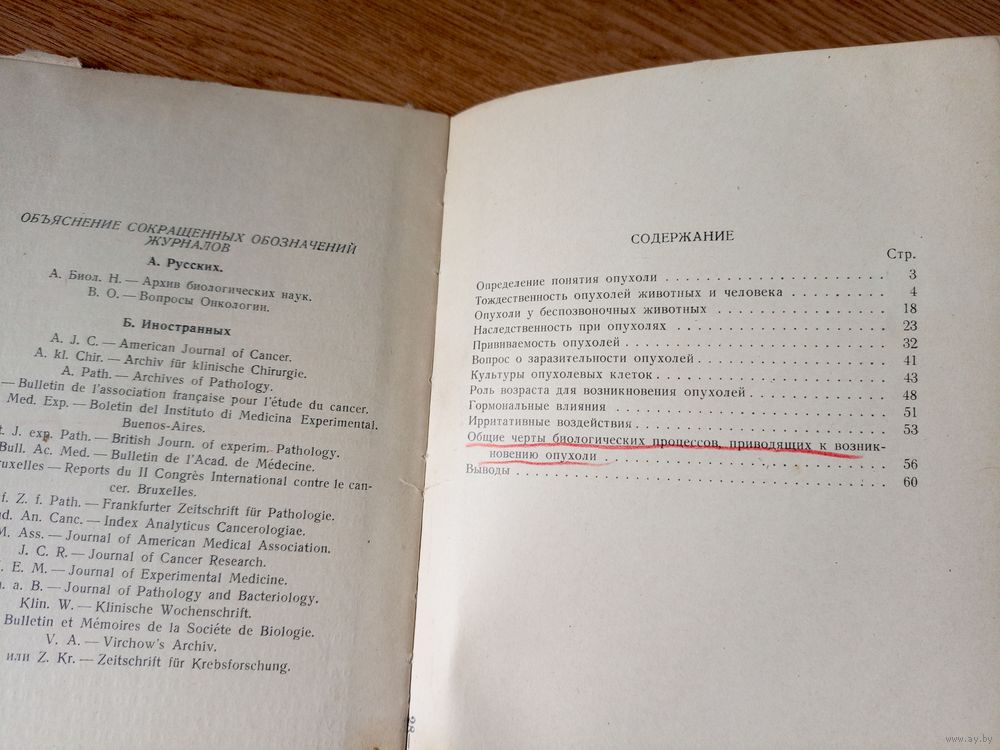 ОБЪЯСНЕНИЕ СОКРАЩЕННЫХ ОБОЗНАЧЕНИЙ
ЖУРНАЛОВ
А. Русских.
А. Биол. Н. — Архив биологических наук.
В. О. — Вопросы Онкологии.
Б. Иностранных
A. J. C. — American Journal of Cancer.
A. kl. Chir. — Archiv für klinische Chirurgie.
A. Path. — Archives of Pathology.
— Bulletin de l'association française pour l'étude du cancer.
Med. Exp. — Boletin del Instituto di Medicina Experimental.
Buenos-Aires.
J. exp. Path. — British Journ. of experim. Pathology.
Bull. Ac. Med. — Bulletin de l'Acad. de Médecine.
— Reports du II Congrès International contre le can-
cer. Bruxelles.
f. Z. f. Path. — Frankfurter Zeitschrift für Pathologie.
An. Canc. — Index Analyticus Cancerologiae.
Ass. — Journal of American Medical Association.
J. C. R. — Journal of Cancer Research.
E. M. — Journal of Experimental Medicine.
a. B. — Journal of Pathology and Bacteriology.
Klin. W. — Klinische Wochenschrift.
Bulletin et Mémoires de la Sociéte de Biologie.
V. A. — Virchow's Archiv.
или Z. Kr. — Zeitschrift für Krebsforschung.
СОДЕРЖАНИЕ
Стр.
Определение понятия опухоли . . . . . . . . . . . . . . . . 3
Тождественность опухолей животных и человека . . . . . . . . 4
Опухоли у беспозвоночных животных . . . . . . . . . . . . . 18
Наследственность при опухолях . . . . . . . . . . . . . . . 23
Прививаемость опухолей . . . . . . . . . . . . . . . . . . . 32
Вопрос о заразительности опухолей . . . . . . . . . . . . . 41
Культуры опухолевых клеток . . . . . . . . . . . . . . . . . 43
Роль возраста для возникновения опухолей . . . . . . . . . . 48
Гормональные влияния . . . . . . . . . . . . . . . . . . . . 51
Ирритативные воздействия . . . . . . . . . . . . . . . . . . 53
Общие черты биологических процессов, приводящих к возник-
новению опухоли . . . . . . . . . . . . . . . . . . . . 56
Выводы . . . . . . . . . . . . . . . . . . . . . . . . . . . 60
www.ay.by